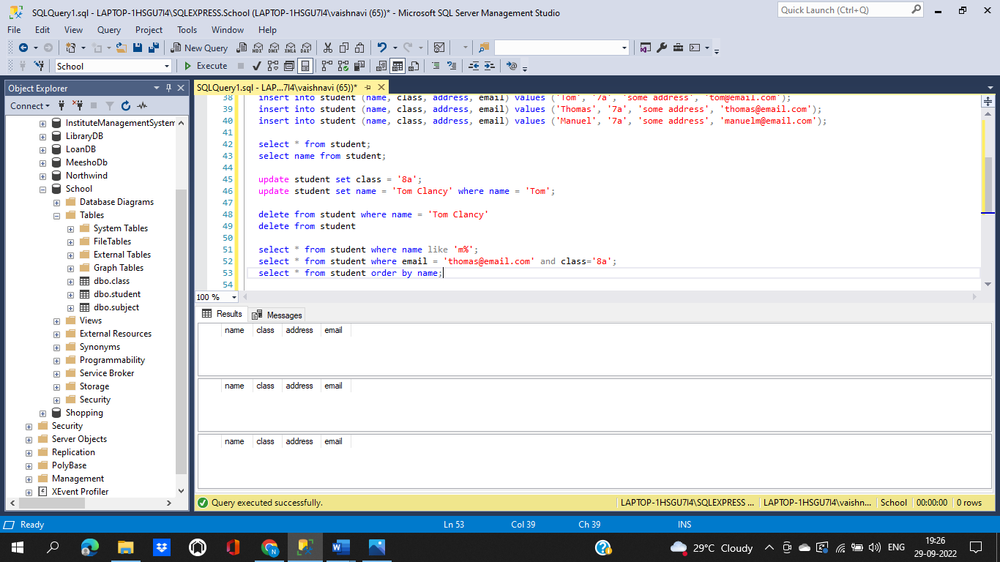 SQLQuery1.sql - LAPTOP-1HSGU7I4\SQLEXPRESS.School (LAPTOP-1HSGU7I4\vaishnavi (65))* - Microsoft SQL Server Management Studio
Quick Launch (Ctrl+Q)
File Edit View Query Project Tools Window Help
New Query MDX DMX XMLA DAX
School Execute
Object Explorer
Connect
InstituteManagementSystem
LibraryDB
LoanDB
MeeshoDb
Northwind
School
Database Diagrams
Tables
System Tables
FileTables
External Tables
Graph Tables
dbo.class
dbo.student
dbo.subject
Views
External Resources
Synonyms
Programmability
Service Broker
Storage
Security
Shopping
Security
Server Objects
Replication
PolyBase
Management
XEvent Profiler
SQLQuery1.sql - LAP...7I4\vaishnavi (65))*
38 insert into student (name, class, address, email) values ('Tom', '7a', 'some address', 'tom@email.com');
39 insert into student (name, class, address, email) values ('Thomas', '7a', 'some address', 'thomas@email.com');
40 insert into student (name, class, address, email) values ('Manuel', '7a', 'some address', 'manuelm@email.com');
41
42 select * from student;
43 select name from student;
44
45 update student set class = '8a';
46 update student set name = 'Tom Clancy' where name = 'Tom';
47
48 delete from student where name = 'Tom Clancy'
49 delete from student
50
51 select * from student where name like 'm%';
52 select * from student where email = 'thomas@email.com' and class='8a';
53 select * from student order by name;
54
100 %
Results Messages
name class address email
name class address email
name class address email
Query executed successfully. LAPTOP-1HSGU7I4\SQLEXPRESS ... LAPTOP-1HSGU7I4\vaishn... School 00:00:00 0 rows
Ready Ln 53 Col 39 Ch 39 INS
29°C Cloudy ENG 19:26
29-09-2022